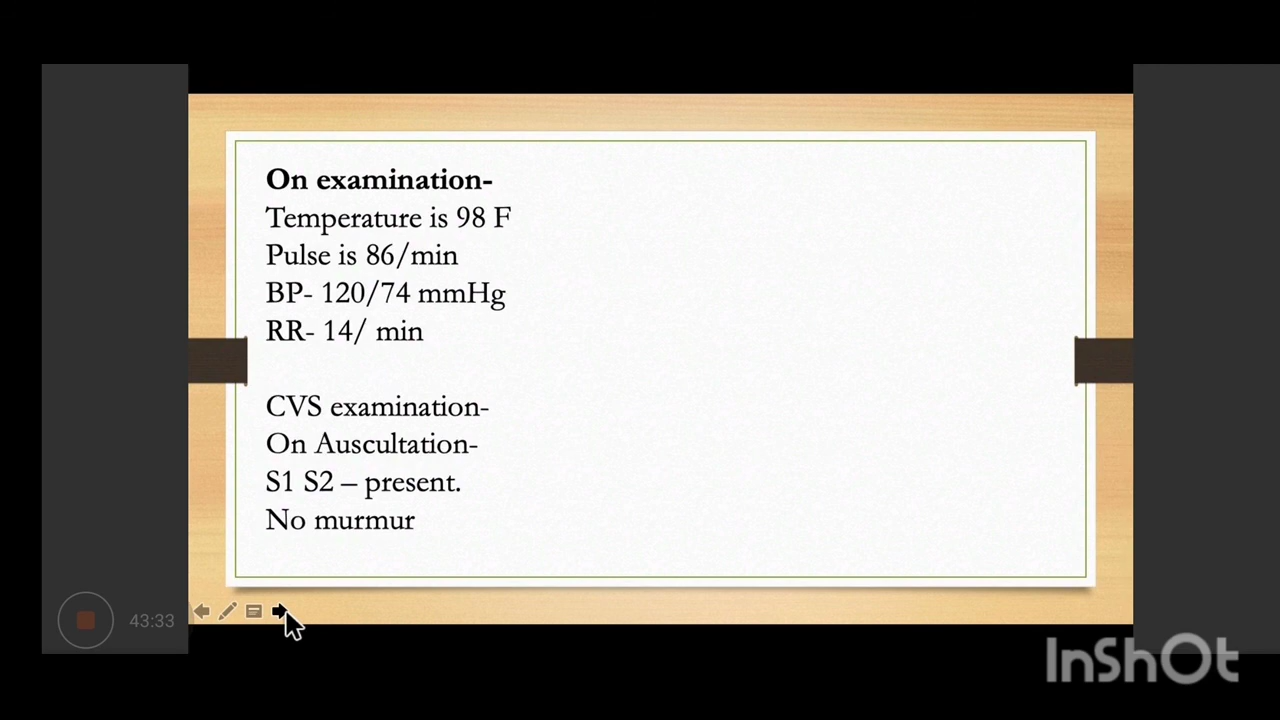 On examination-
Temperature is 98 F
Pulse is 86/min
BP- 120/74 mmHg
RR- 14/ min
CVS examination-
On Auscultation-
S1 S2 – present.
No murmur
43:33
InShOt